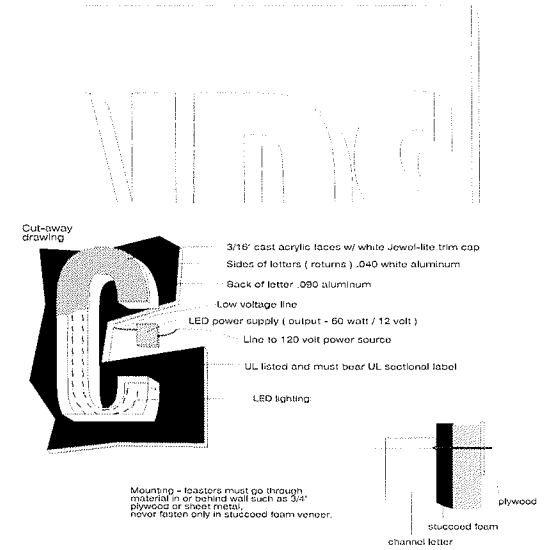 Cut-away
drawing
3/16" cast acrylic faces w/ white Jewel-lite trim cap
Sides of letters ( returns ) .040 white aluminum
Back of letter .090 aluminum
Low voltage line
LED power supply ( output - 60 watt / 12 volt )
Line to 120 volt power source
UL listed and must bear UL sectional label
LED lighting
Mounting - feasters must go through
material in or behind wall such as 3/4"
plywood or sheet metal,
never fasten only in stuccoed foam veneer.
plywood
stuccoed foam
channel letter